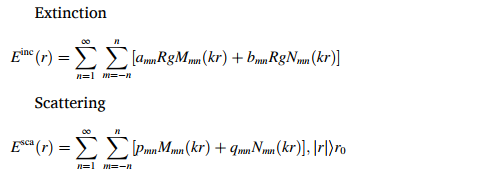 Extinction
E^inc(r) = ∑_{n=1}^{∞} ∑_{m=−n}^{n} [a_mn RgM_mn(kr) + b_mn RgN_mn(kr)]
Scattering
E^sca(r) = ∑_{n=1}^{∞} ∑_{m=−n}^{n} [p_mn M_mn(kr) + q_mn N_mn(kr)], |r|⟩r_0